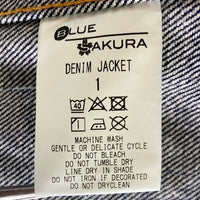 BLUE
SAKURA
DENIM JACKET
1
MACHINE WASH
GENTLE OR DELICATE CYCLE
DO NOT BLEACH
DO NOT TUMBLE DRY
LINE DRY IN SHADE
DO NOT IRON IF DECORATED
DO NOT DRYCLEAN